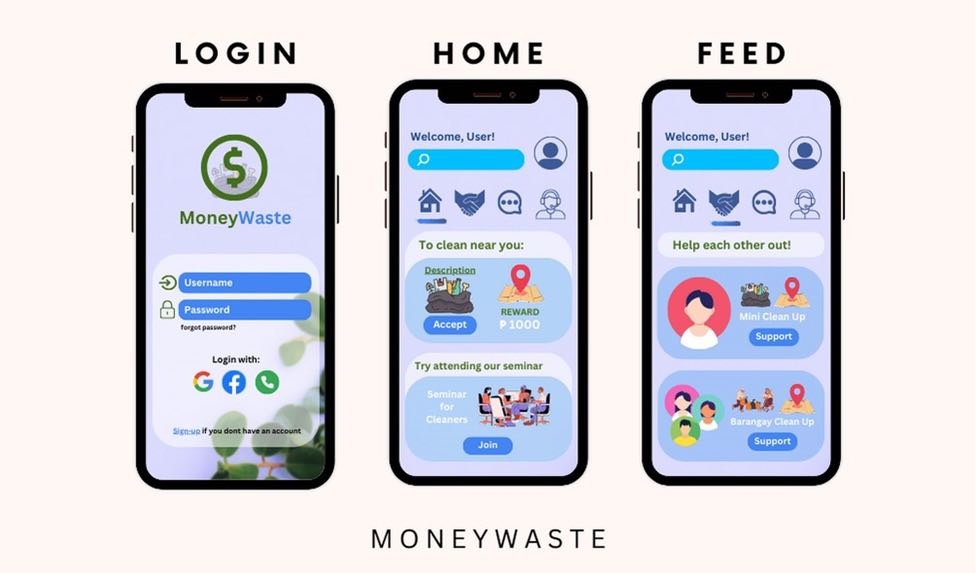 LOGIN
HOME
FEED
$
MoneyWaste
Username
Password
forgot password?
Login with:
G
f
Sign-up if you dont have an account
Welcome, User!
To clean near you:
Description
Accept
REWARD
₱ 1000
Try attending our seminar
Seminar
for
Cleaners
Join
Welcome, User!
Help each other out!
Mini Clean Up
Support
Barangay Clean Up
Support
MONEYWASTE